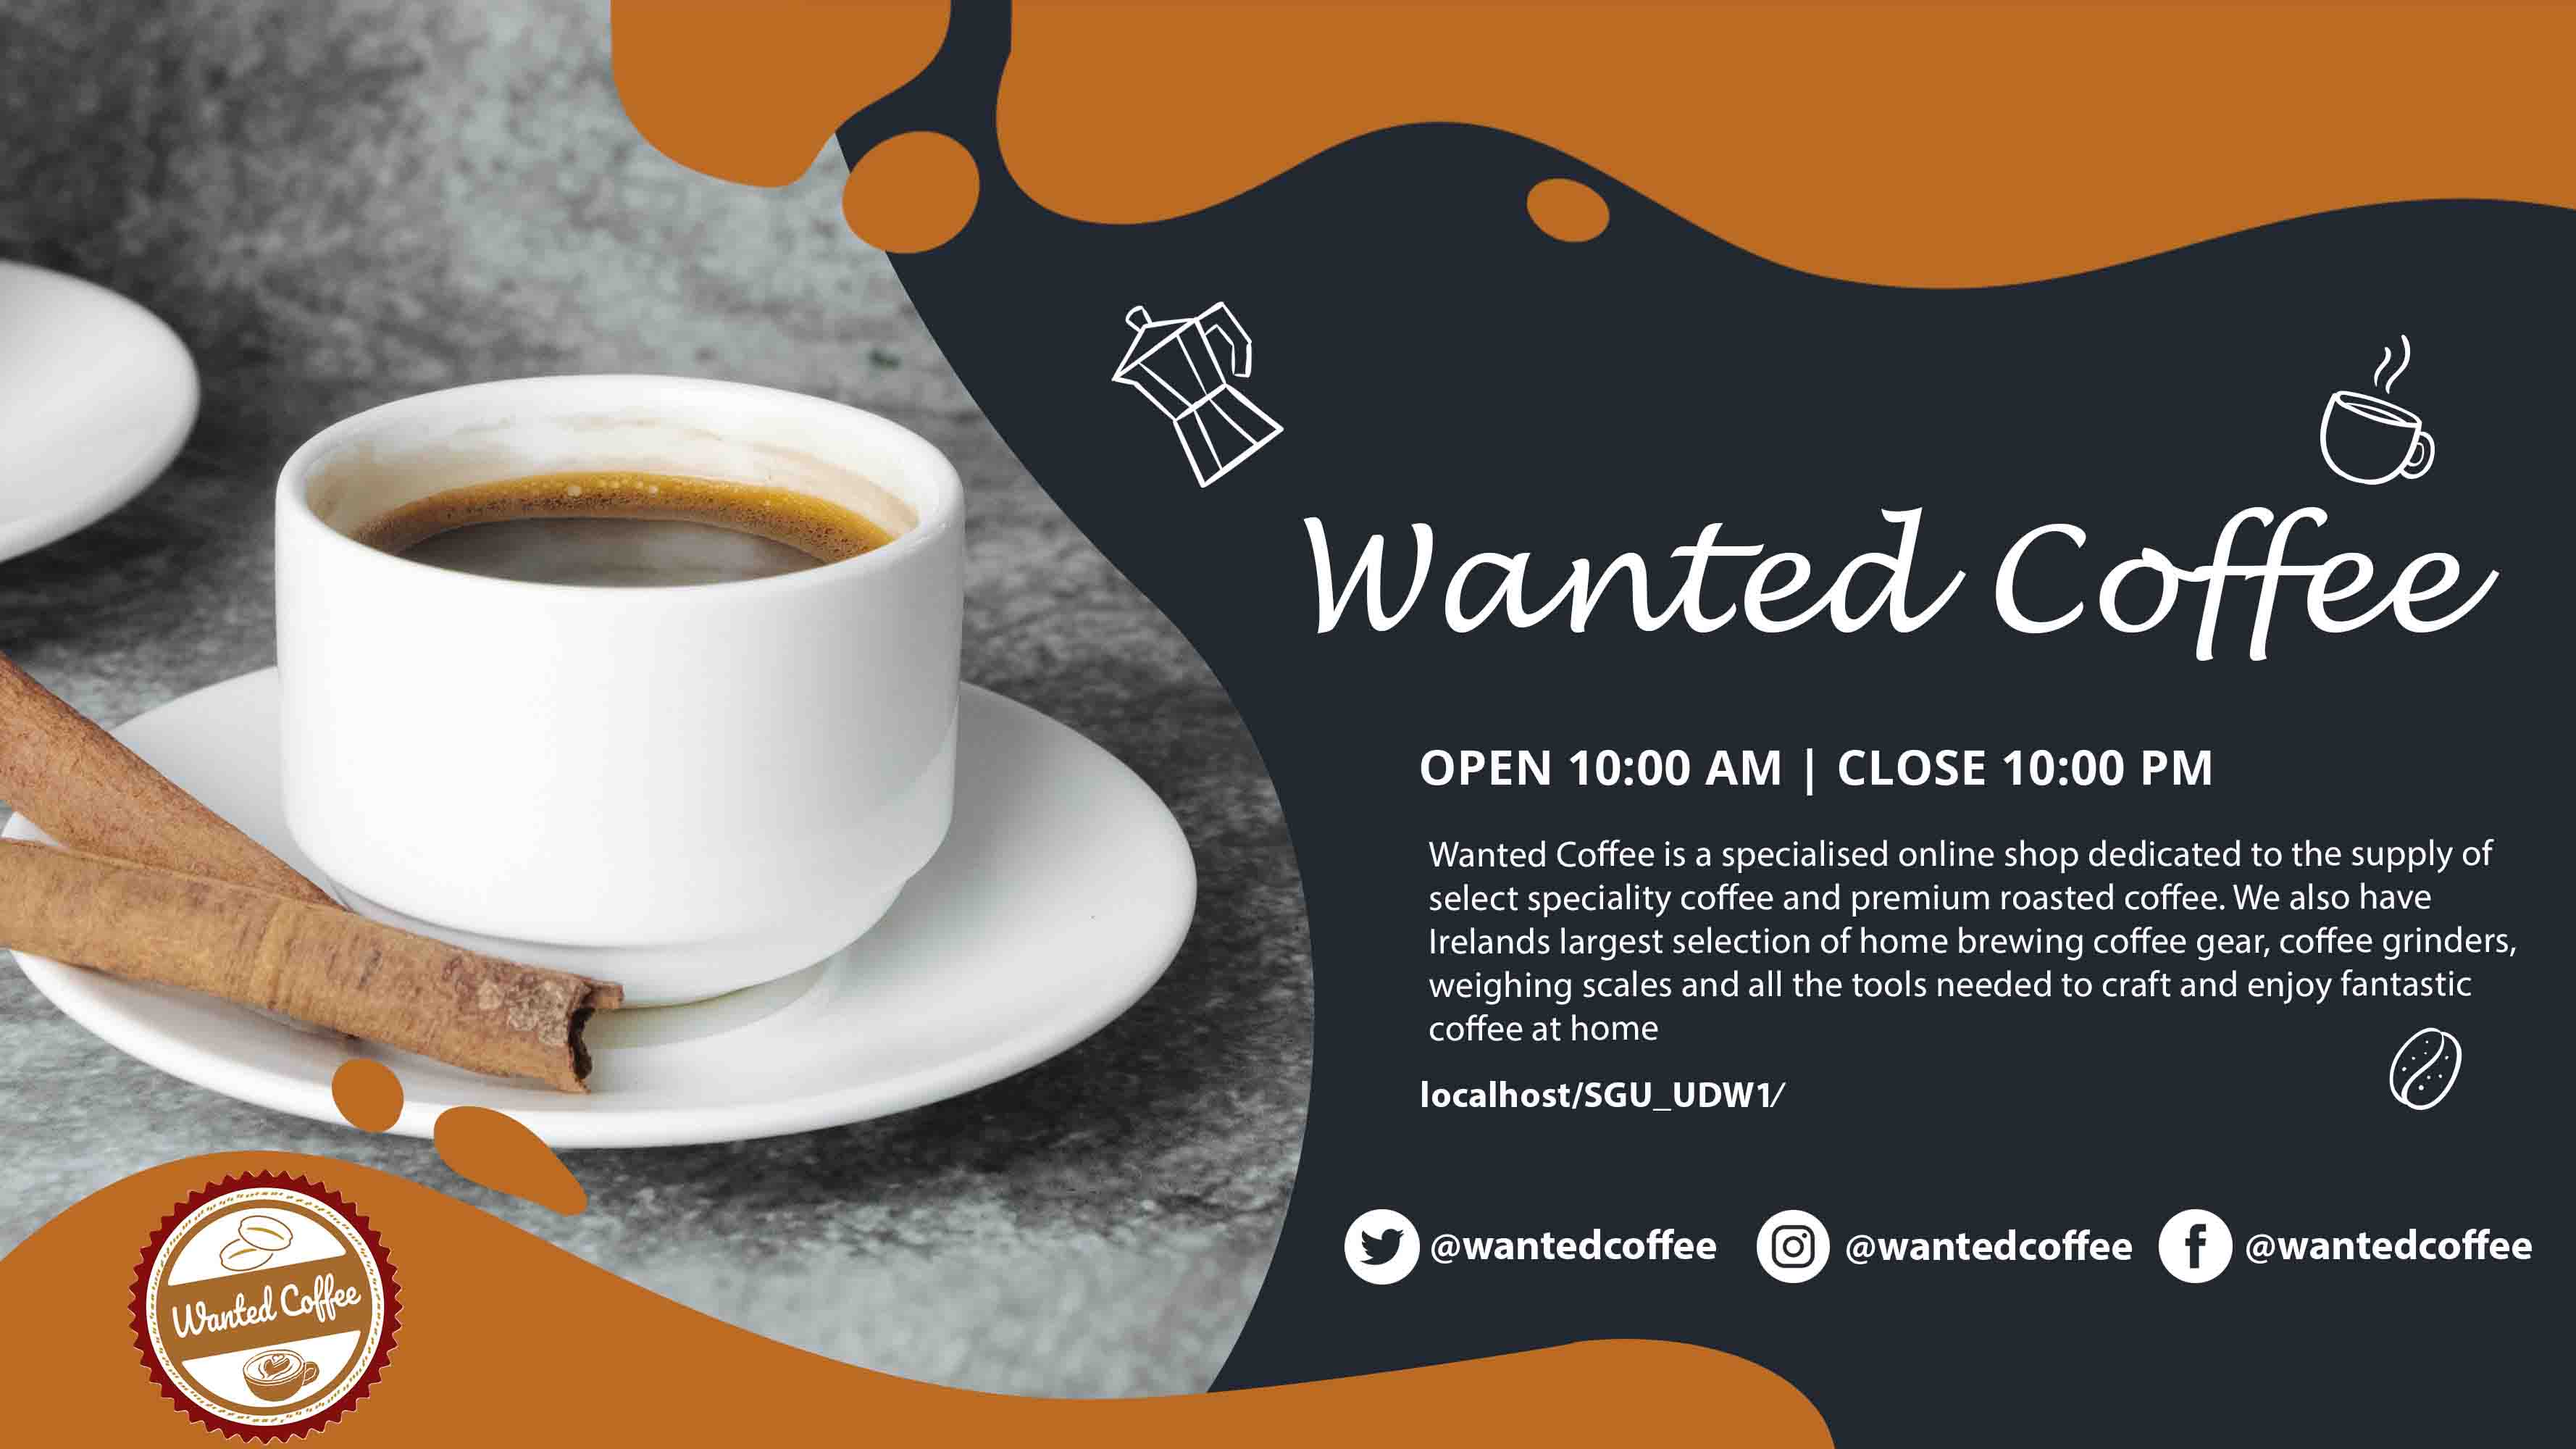 Wanted Coffee
OPEN 10:00 AM | CLOSE 10:00 PM
Wanted Coffee is a specialised online shop dedicated to the supply of
select speciality coffee and premium roasted coffee. We also have
Irelands largest selection of home brewing coffee gear, coffee grinders,
weighing scales and all the tools needed to craft and enjoy fantastic
coffee at home
localhost/SGU_UDW1/
@wantedcoffee @wantedcoffee @wantedcoffee
Wanted Coffee